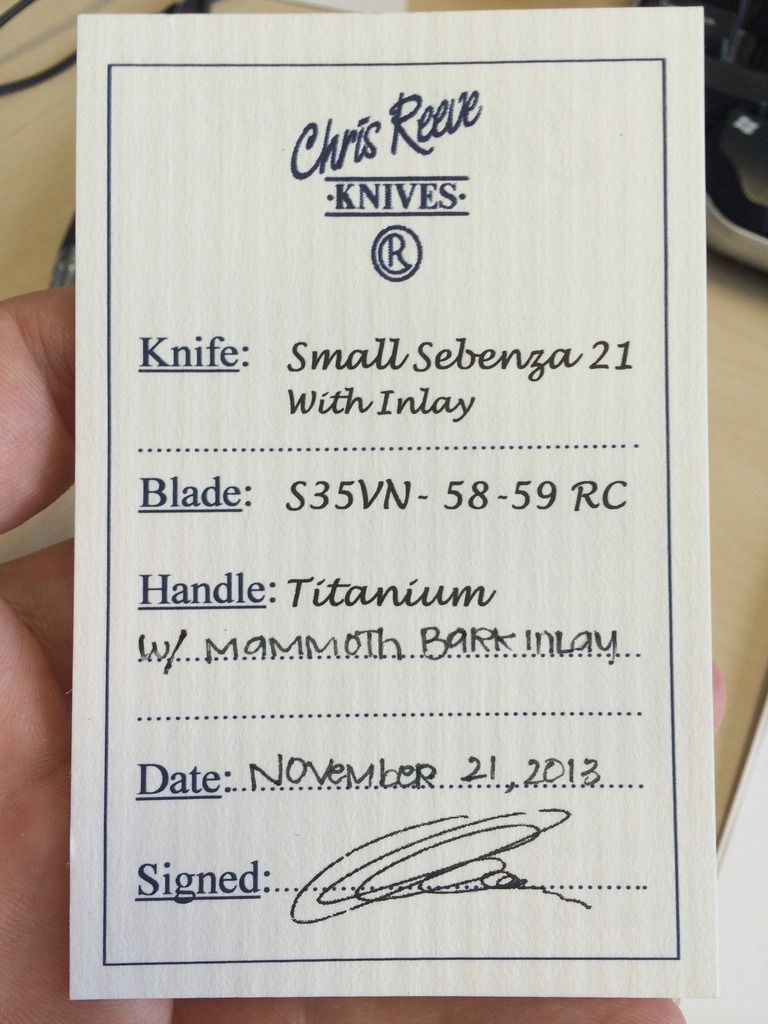 Chris Reeve
·KNIVES·
R
Knife: Small Sebenza 21
With Inlay
Blade: S35VN- 58-59 RC
Handle: Titanium
W/ MAMMOTH BARK INLAY
Date: NOVEMBER 21, 2013
Signed: